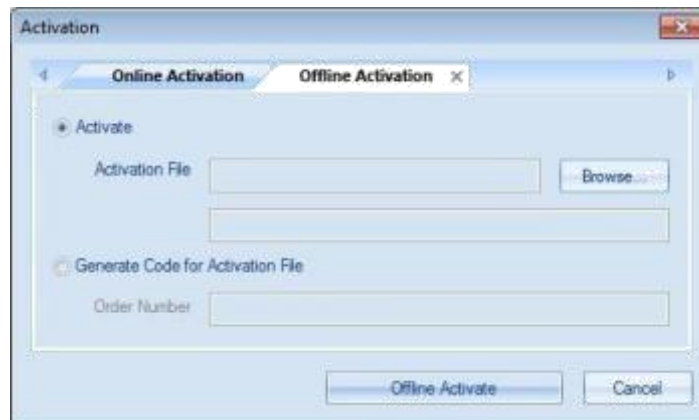 Activation
Online Activation Offline Activation
Activate
Activation File Browse...
Generate Code for Activation File
Order Number
Offline Activate Cancel